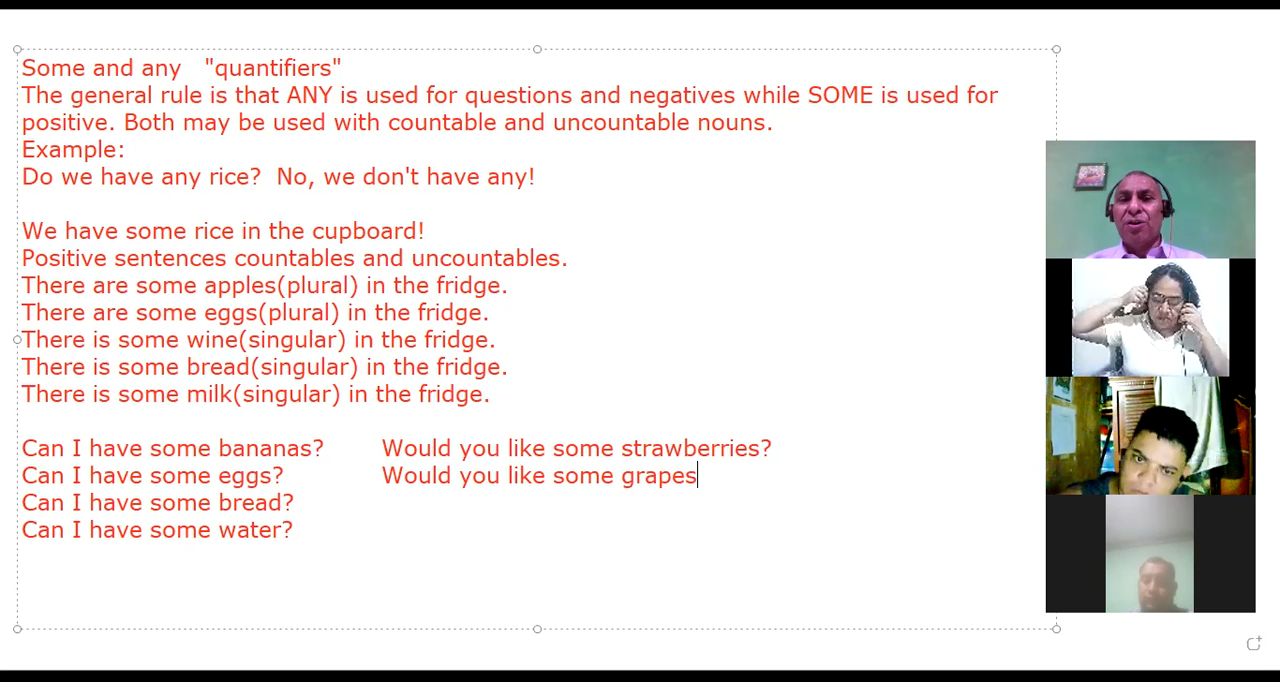 Some and any "quantifiers"
The general rule is that ANY is used for questions and negatives while SOME is used for
positive. Both may be used with countable and uncountable nouns.
Example:
Do we have any rice? No, we don't have any!
We have some rice in the cupboard!
Positive sentences countables and uncountables.
There are some apples(plural) in the fridge.
There are some eggs(plural) in the fridge.
There is some wine(singular) in the fridge.
There is some bread(singular) in the fridge.
There is some milk(singular) in the fridge.
Can I have some bananas? Would you like some strawberries?
Can I have some eggs? Would you like some grapes
Can I have some bread?
Can I have some water?